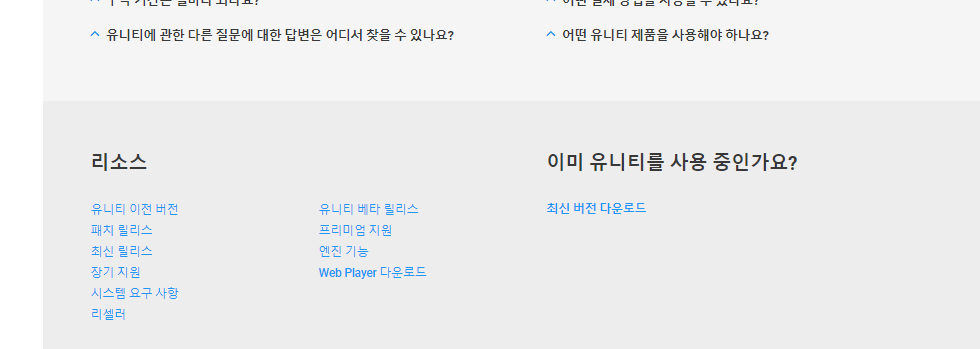 유니티에 관한 다른 질문에 대한 답변은 어디서 찾을 수 있나요?
어떤 유니티 제품을 사용해야 하나요?
리소스
유니티 이전 버전
패치 릴리스
최신 릴리스
장기 지원
시스템 요구 사항
리셀러
유니티 베타 릴리스
프리미엄 지원
엔진 기능
Web Player 다운로드
이미 유니티를 사용 중인가요?
최신 버전 다운로드